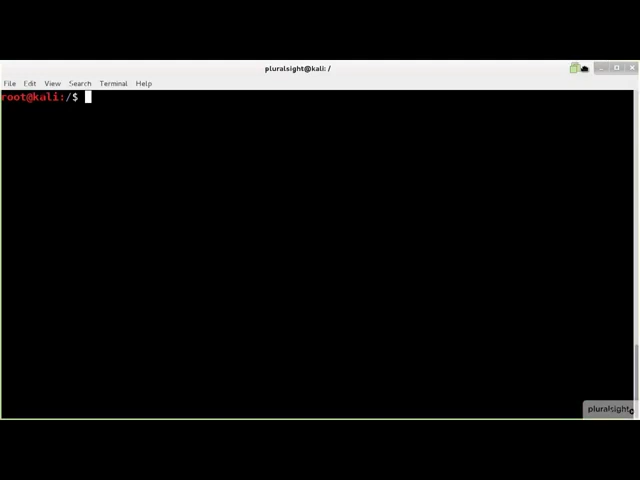 pluralsight@kali: /
File Edit View Search Terminal Help
root@kali:/$
pluralsight